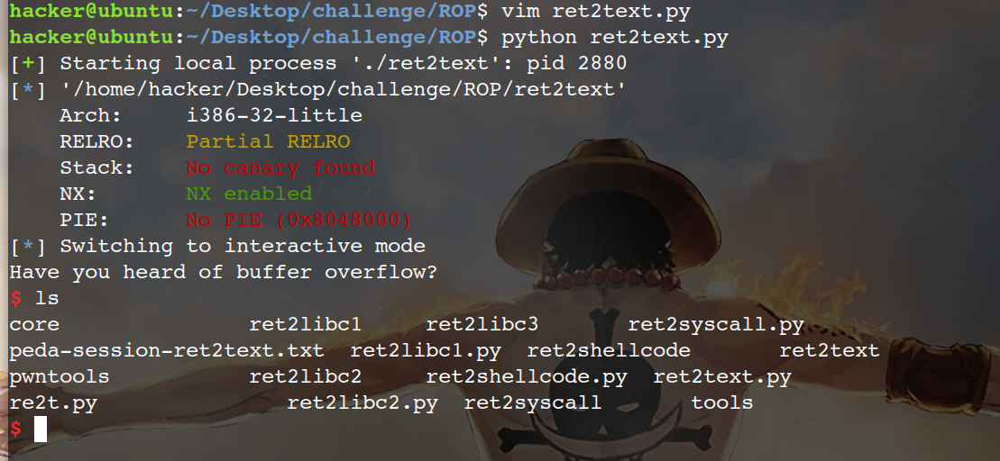 hacker@ubuntu:~/Desktop/challenge/ROP$ vim ret2text.py
hacker@ubuntu:~/Desktop/challenge/ROP$ python ret2text.py
[+] Starting local process './ret2text': pid 2880
[*] '/home/hacker/Desktop/challenge/ROP/ret2text'
    Arch:     i386-32-little
    RELRO:    Partial RELRO
    Stack:    No canary found
    NX:       NX enabled
    PIE:      No PIE (0x8048000)
[*] Switching to interactive mode
Have you heard of buffer overflow?
$ ls
core               ret2libc1     ret2libc3       ret2syscall.py
peda-session-ret2text.txt  ret2libc1.py  ret2shellcode       ret2text
pwntools           ret2libc2     ret2shellcode.py  ret2text.py
re2t.py               ret2libc2.py  ret2syscall       tools
$